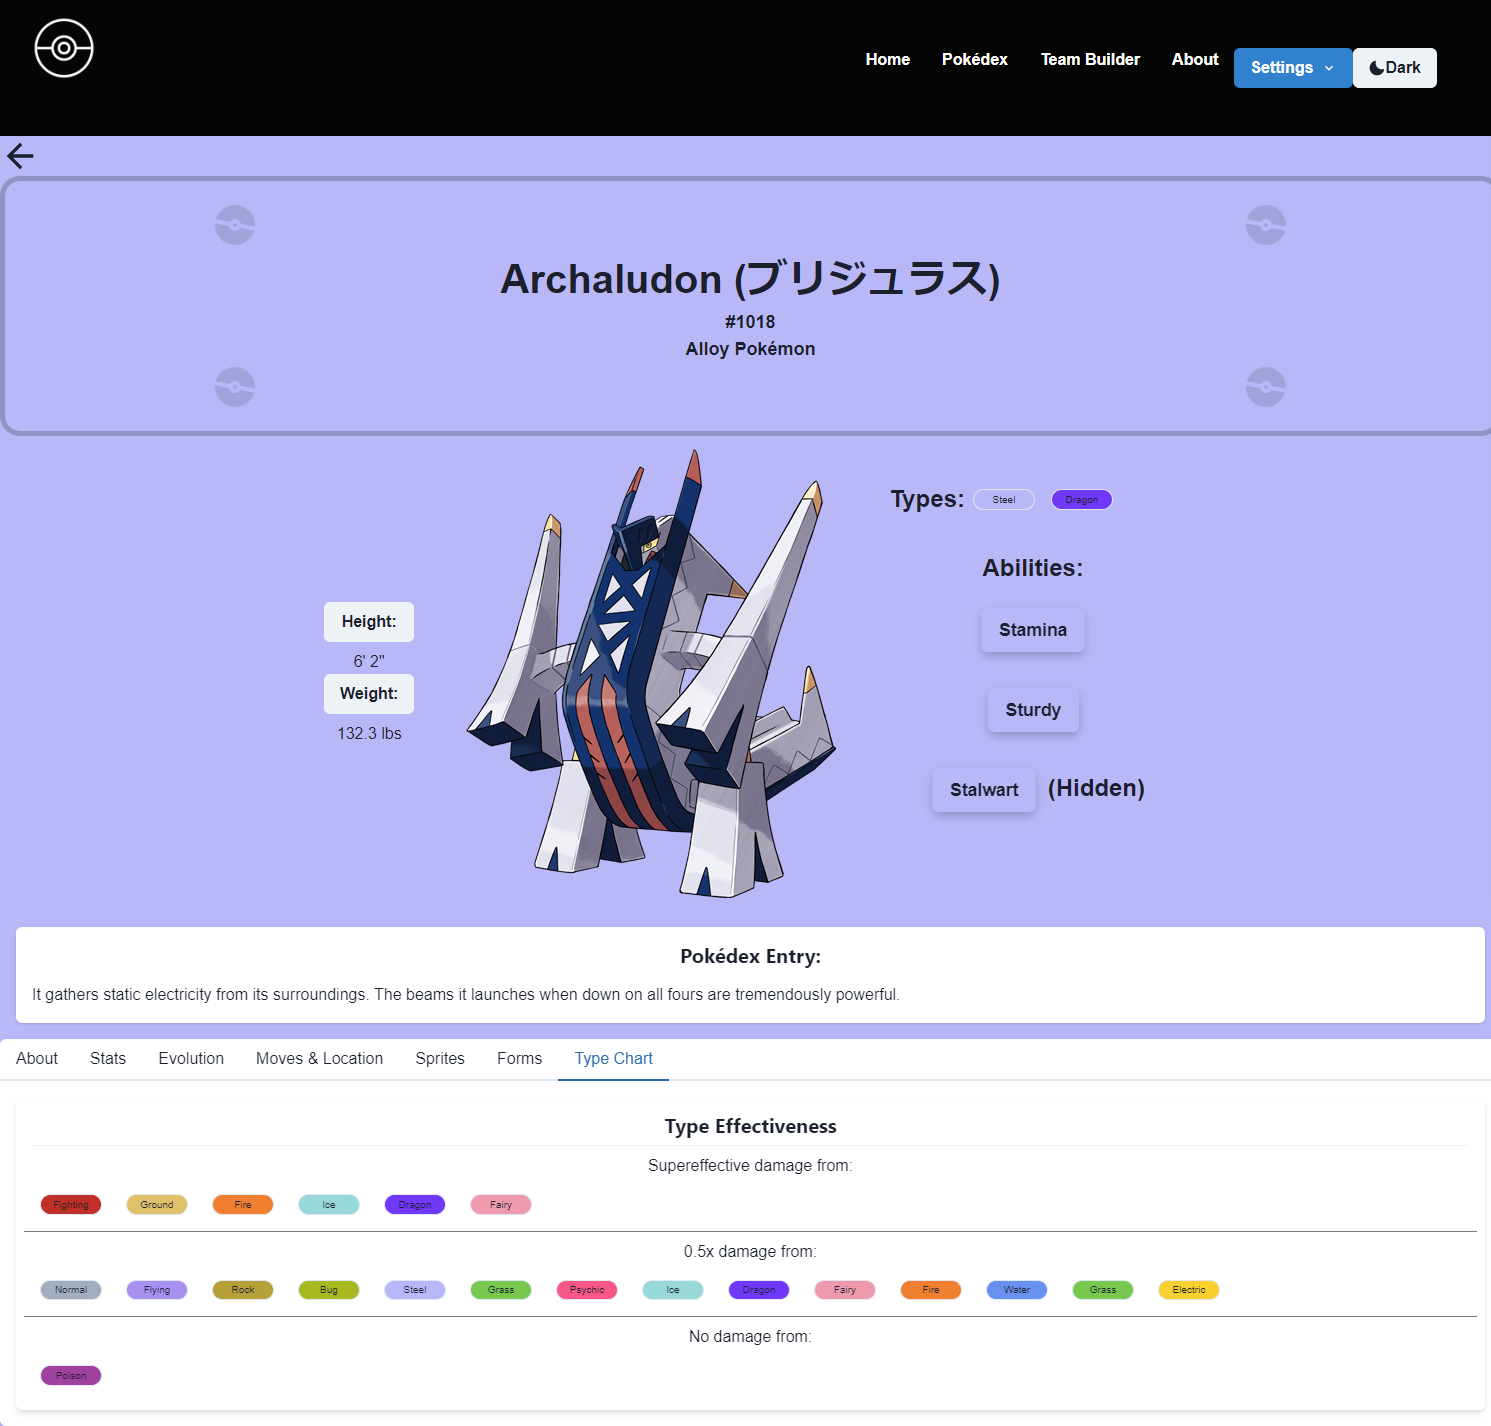 Home Pokédex Team Builder About Settings Dark
Archaludon (ブリジュラス)
#1018
Alloy Pokémon
Types: Steel Dragon
Abilities:
Stamina
Sturdy
Stalwart (Hidden)
Height:
6' 2"
Weight:
132.3 lbs
Pokédex Entry:
It gathers static electricity from its surroundings. The beams it launches when down on all fours are tremendously powerful.
About Stats Evolution Moves & Location Sprites Forms Type Chart
Type Effectiveness
Supereffective damage from:
Fighting Ground Fire Ice Dragon Fairy
0.5x damage from:
Normal Flying Rock Bug Steel Grass Psychic Ice Dragon Fairy Fire Water Grass Electric
No damage from:
Poison